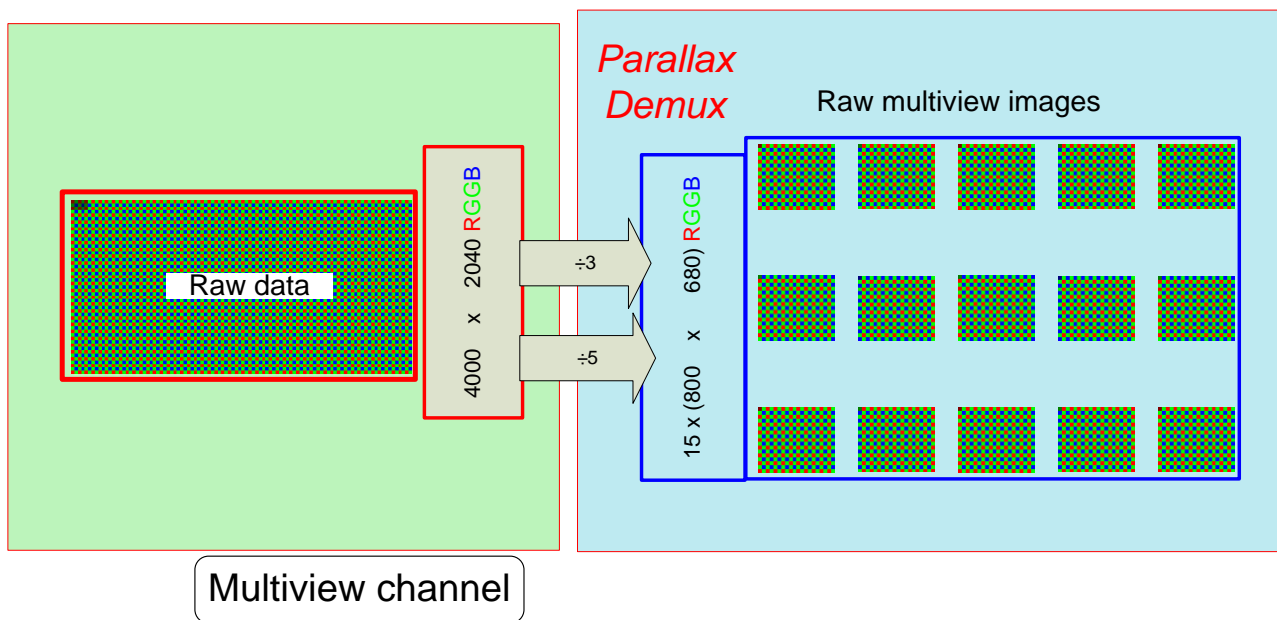 Parallax
Demux
Raw multiview images
Raw data
4000 x 2040 RGGB
÷3
÷5
15 x (800 x 680) RGGB
Multiview channel